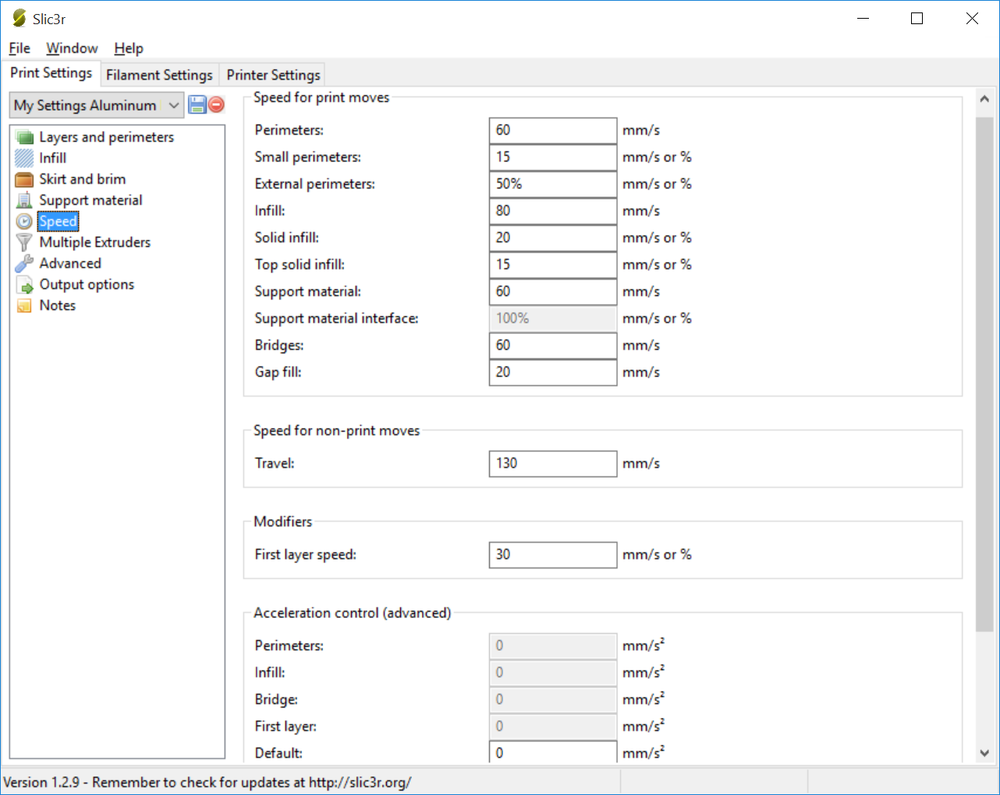 Slic3r
File Window Help
Print Settings Filament Settings Printer Settings
My Settings Aluminum
Layers and perimeters
Infill
Skirt and brim
Support material
Speed
Multiple Extruders
Advanced
Output options
Notes
Speed for print moves
Perimeters: 60 mm/s
Small perimeters: 15 mm/s or %
External perimeters: 50% mm/s or %
Infill: 80 mm/s
Solid infill: 20 mm/s or %
Top solid infill: 15 mm/s or %
Support material: 60 mm/s
Support material interface: 100% mm/s or %
Bridges: 60 mm/s
Gap fill: 20 mm/s
Speed for non-print moves
Travel: 130 mm/s
Modifiers
First layer speed: 30 mm/s or %
Acceleration control (advanced)
Perimeters: 0 mm/s²
Infill: 0 mm/s²
Bridge: 0 mm/s²
First layer: 0 mm/s²
Default: 0 mm/s²
Version 1.2.9 - Remember to check for updates at http://slic3r.org/